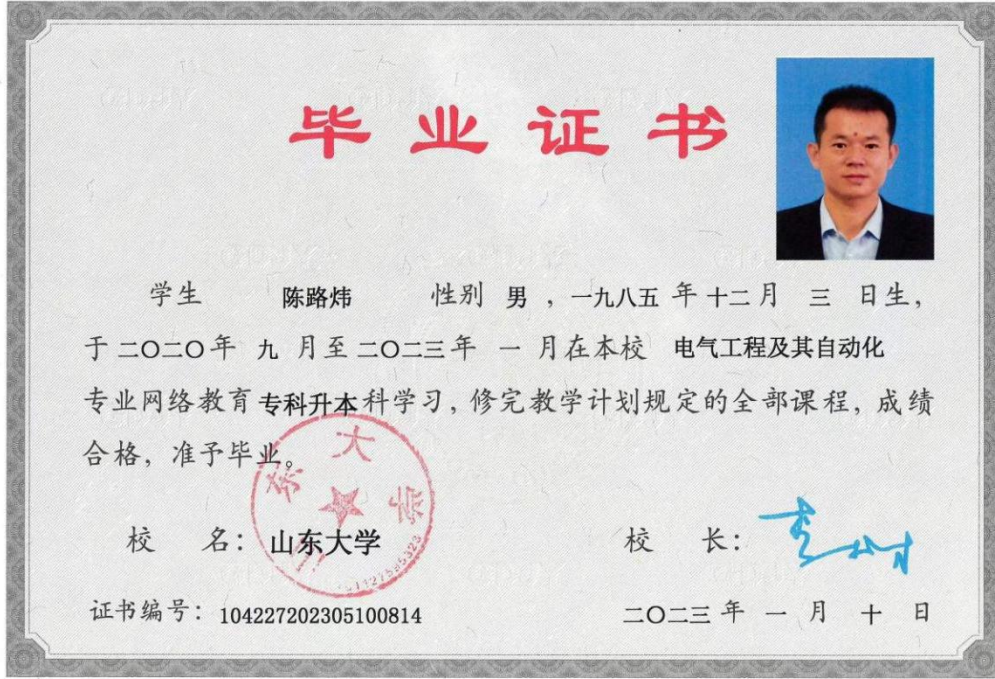 毕业证书
学生 陈路炜 性别 男 ，一九八五 年 十二 月 三 日生，
于 二〇二〇 年 九 月至 二〇二三 年 一 月在本校 电气工程及其自动化
专业网络教育 专科升本 科学习，修完教学计划规定的全部课程，成绩
合格，准予毕业。
山东大学
校 名：山东大学 校 长：
证书编号：104227202305100814 二〇二三 年 一 月 十 日